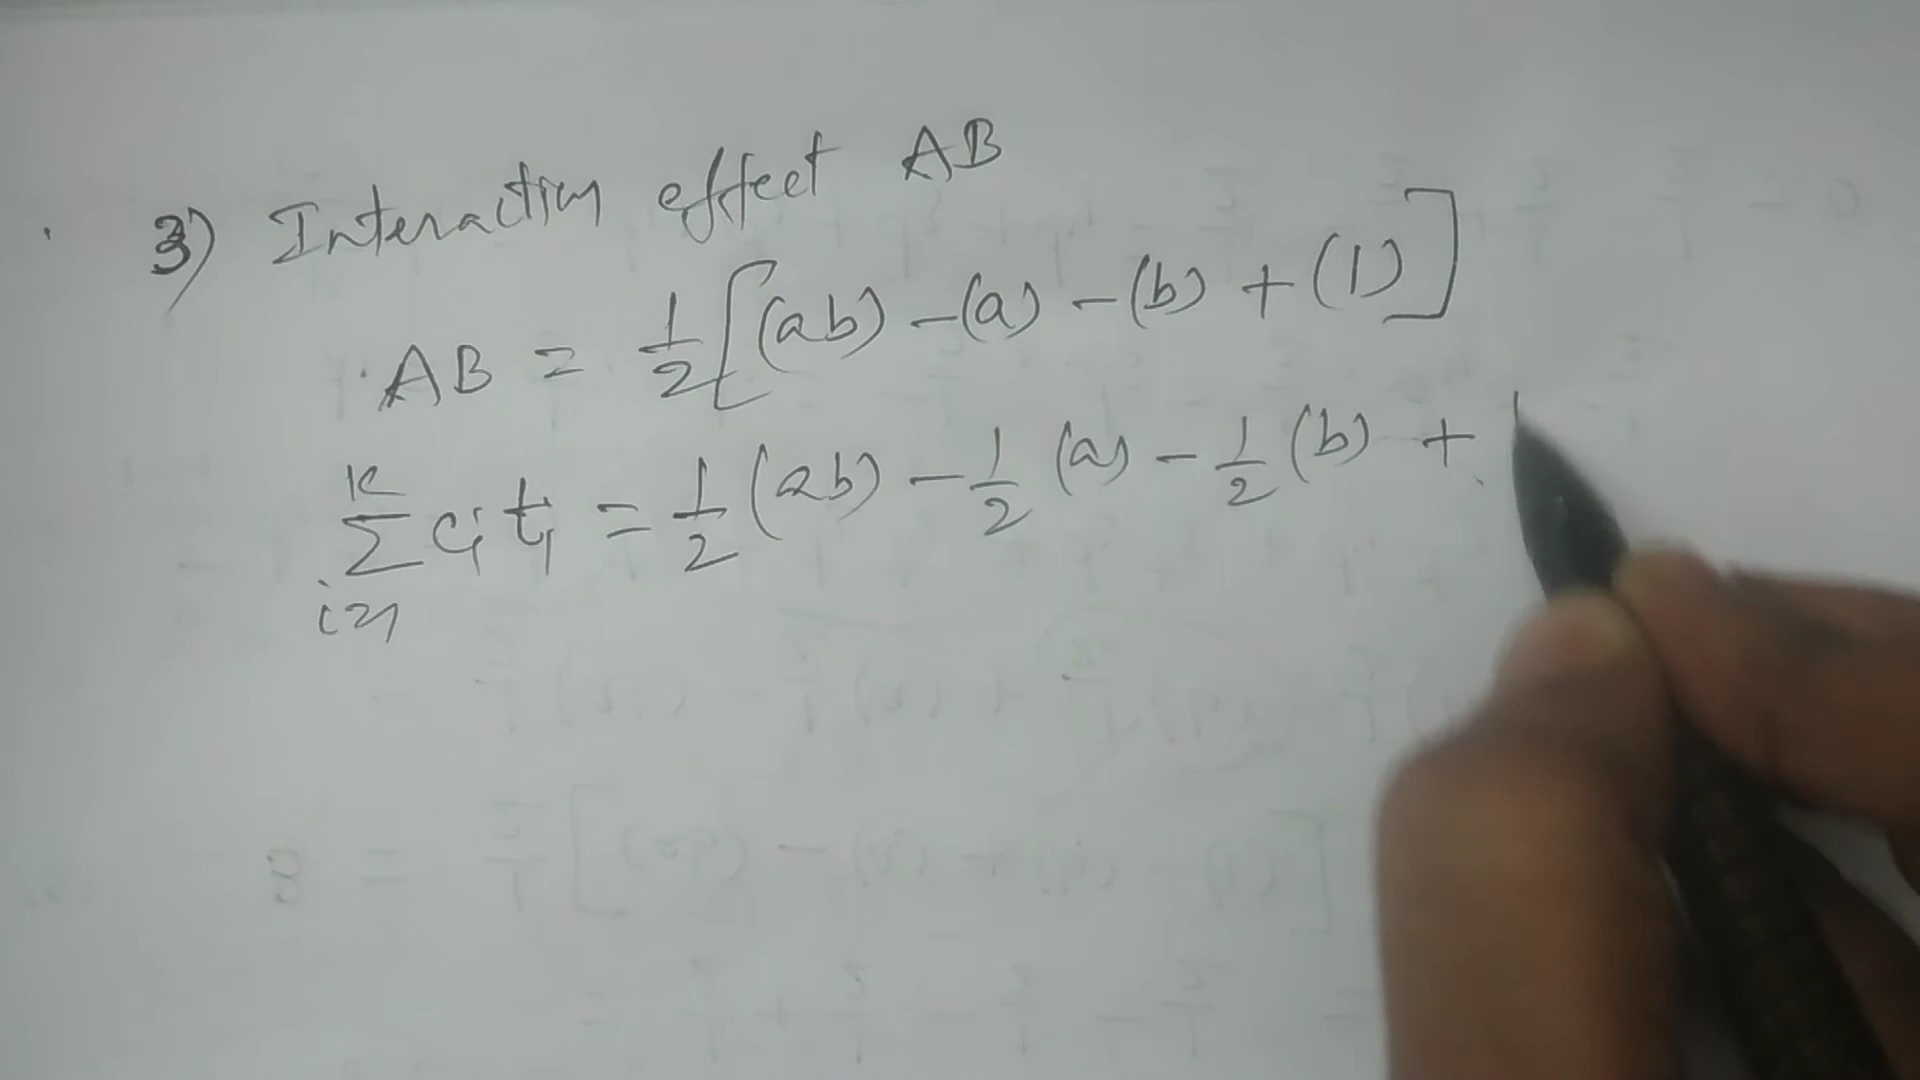 3) Interaction effect AB
AB = 1/2 [(ab) - (a) - (b) + (1)]
k
Σ ci ti = 1/2 (ab) - 1/2 (a) - 1/2 (b) +
i=1